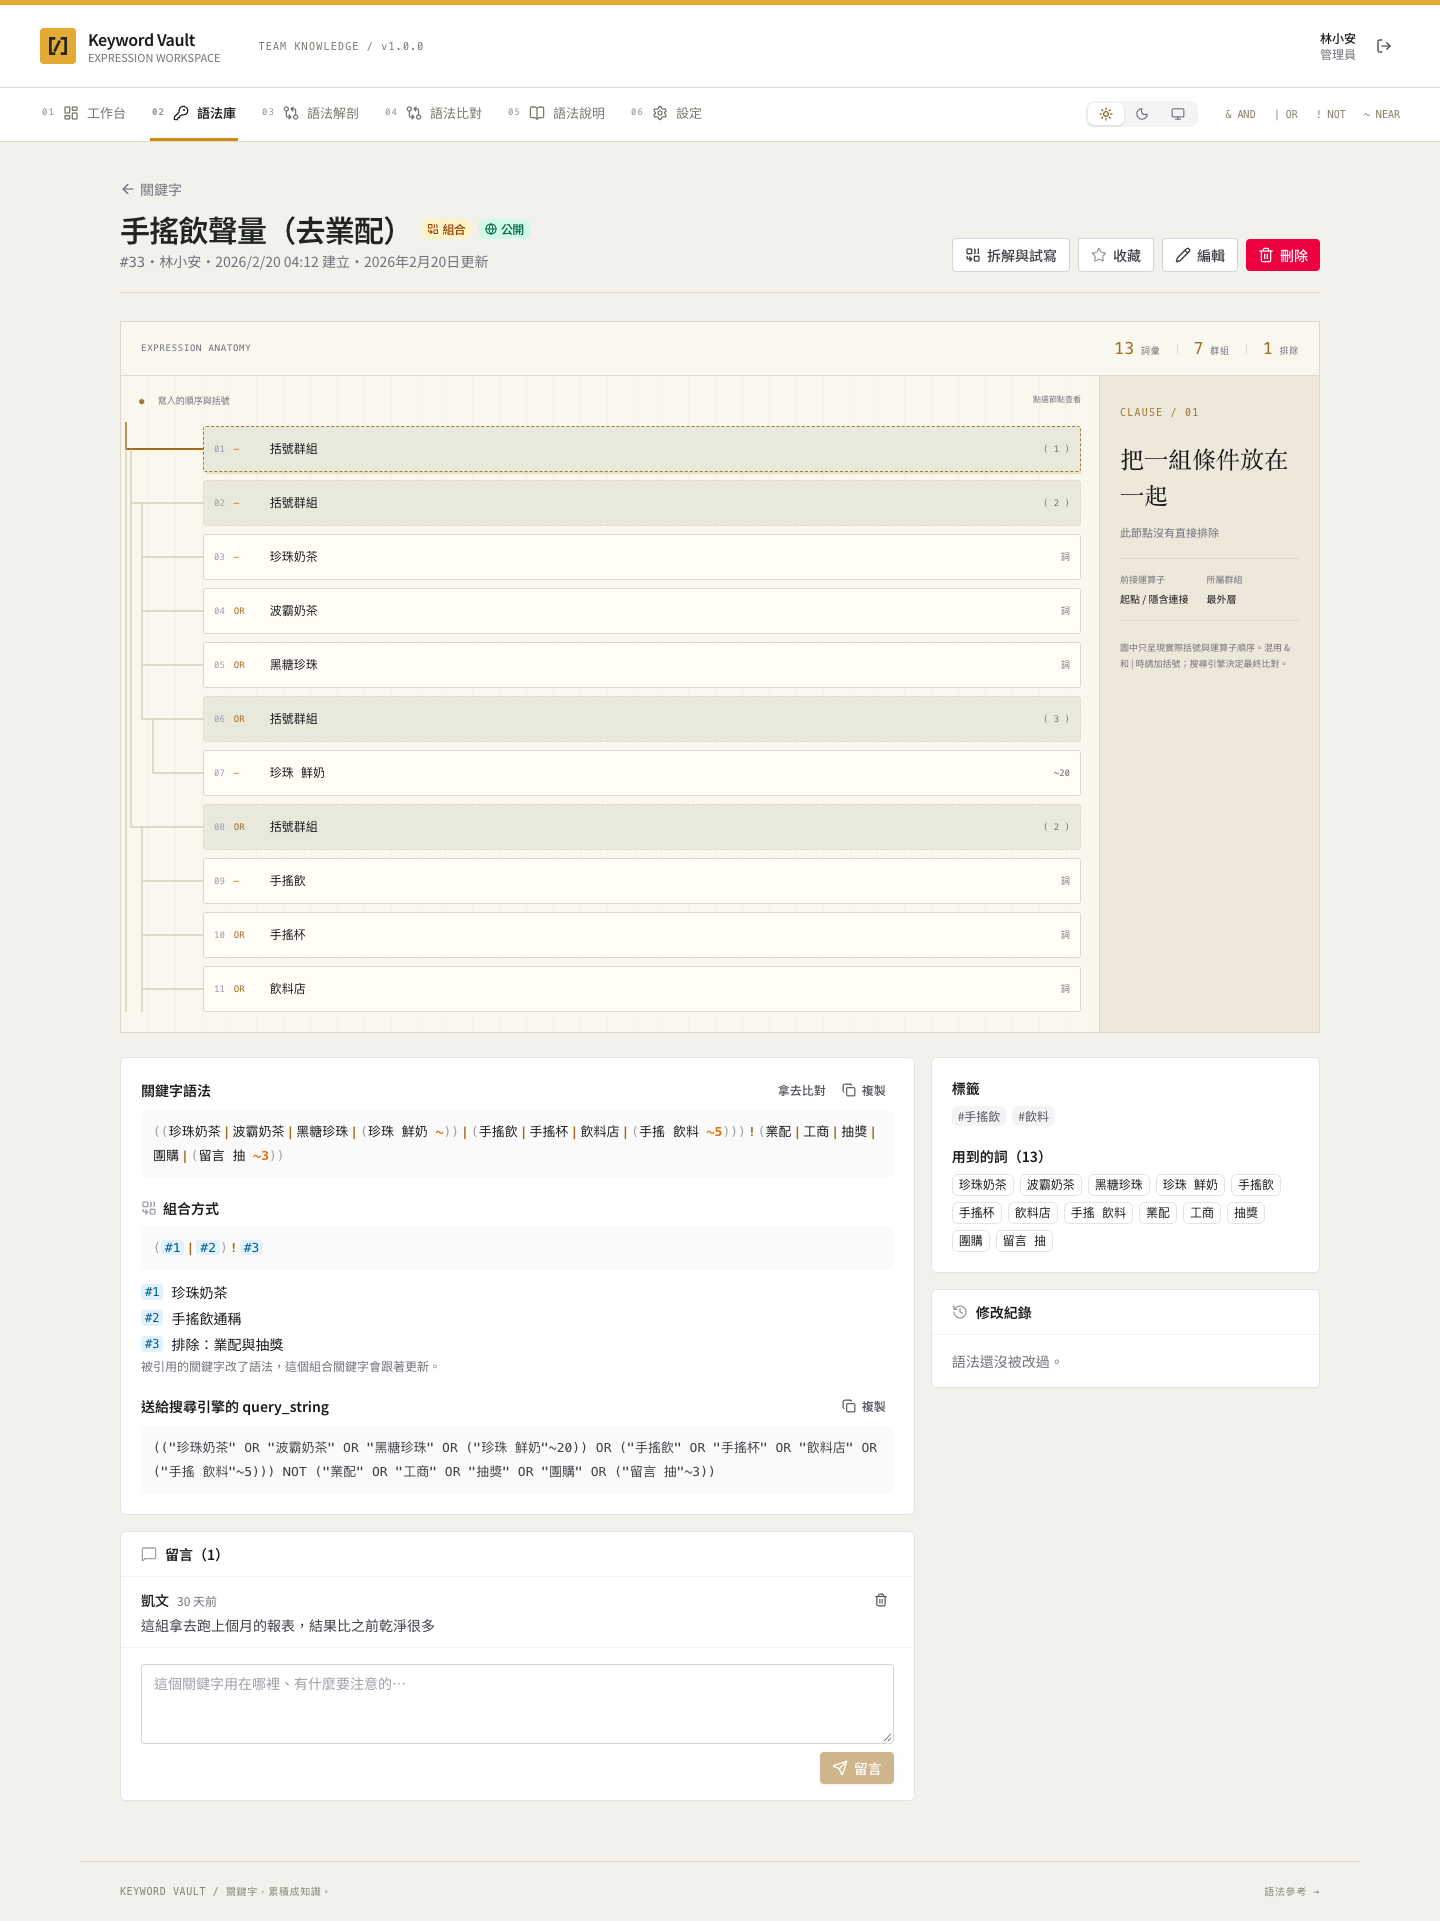 Keyword Vault
EXPRESSION WORKSPACE
TEAM KNOWLEDGE / v1.0.0
林小安
管理員
01 工作台
02 語法庫
03 語法解剖
04 語法比對
05 語法說明
06 設定
& AND | OR ! NOT ~ NEAR
關鍵字
手搖飲聲量（去業配） 組合 公開
#33・林小安・2026/2/20 04:12 建立・2026年2月20日更新
拆解與試寫 收藏 編輯 刪除
EXPRESSION ANATOMY
13 詞彙 7 群組 1 排除
寫入的順序與括號
點選節點查看
01 — 括號群組 ( 1 )
02 — 括號群組 ( 2 )
03 — 珍珠奶茶 詞
04 OR 波霸奶茶 詞
05 OR 黑糖珍珠 詞
06 OR 括號群組 ( 3 )
07 — 珍珠 鮮奶 ~20
08 OR 括號群組 ( 2 )
09 — 手搖飲 詞
10 OR 手搖杯 詞
11 OR 飲料店 詞
CLAUSE / 01
把一組條件放在
一起
此節點沒有直接排除
前接運算子 所屬群組
起點 / 隱含連接 最外層
圖中只呈現實際括號與運算子順序。混用 &
和 | 時請加括號；搜尋引擎決定最終比對。
關鍵字語法
拿去比對 複製
((珍珠奶茶|波霸奶茶|黑糖珍珠|(珍珠 鮮奶 ~))|(手搖飲|手搖杯|飲料店|(手搖 飲料 ~5)))!(業配|工商|抽獎|
團購|(留言 抽 ~3))
組合方式
(#1|#2)!#3
#1 珍珠奶茶
#2 手搖飲通稱
#3 排除：業配與抽獎
被引用的關鍵字改了語法，這個組合關鍵字會跟著更新。
送給搜尋引擎的 query_string
複製
(("珍珠奶茶" OR "波霸奶茶" OR "黑糖珍珠" OR ("珍珠 鮮奶"~20)) OR ("手搖飲" OR "手搖杯" OR "飲料店" OR
("手搖 飲料"~5))) NOT ("業配" OR "工商" OR "抽獎" OR "團購" OR ("留言 抽"~3))
標籤
#手搖飲 #飲料
用到的詞（13）
珍珠奶茶 波霸奶茶 黑糖珍珠 珍珠 鮮奶 手搖飲
手搖杯 飲料店 手搖 飲料 業配 工商 抽獎
團購 留言 抽
修改紀錄
語法還沒被改過。
留言（1）
凱文 30 天前
這組拿去跑上個月的報表，結果比之前乾淨很多
這個關鍵字用在哪裡、有什麼要注意的…
留言
KEYWORD VAULT / 關鍵字，累積成知識。
語法參考 →